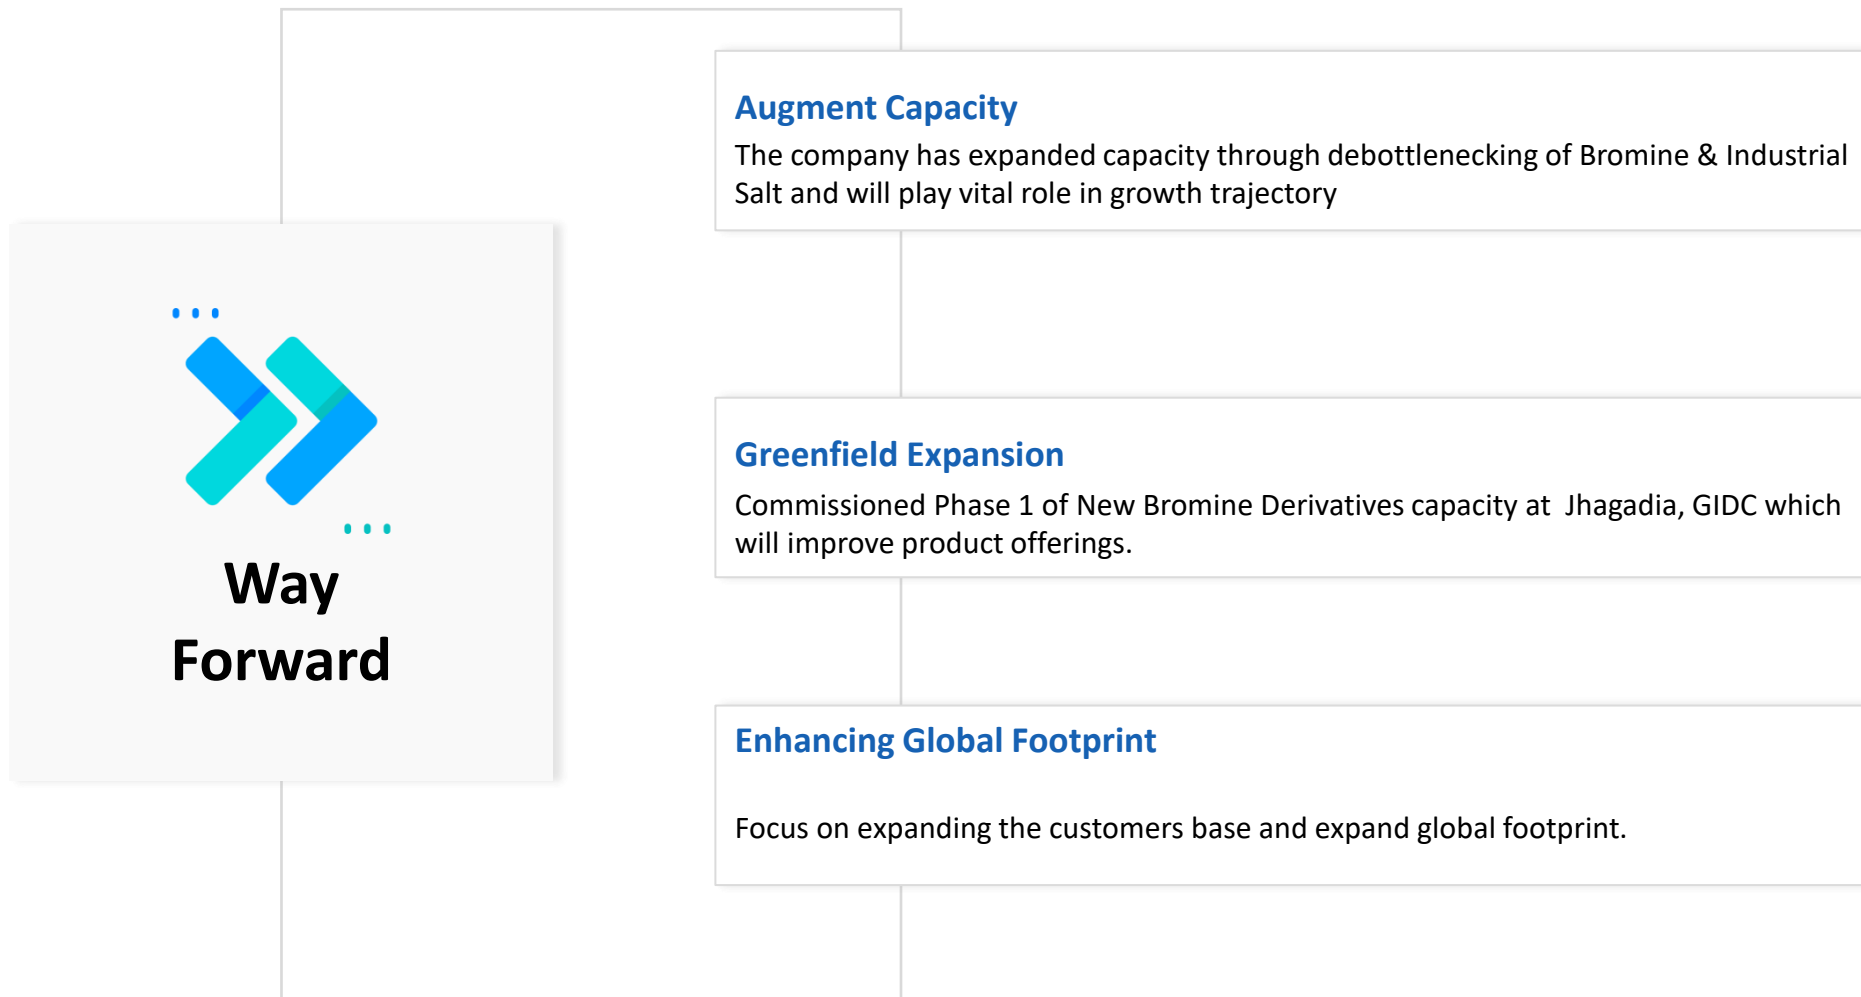 Way
Forward
Augment Capacity
The company has expanded capacity through debottlenecking of Bromine & Industrial
Salt and will play vital role in growth trajectory
Greenfield Expansion
Commissioned Phase 1 of New Bromine Derivatives capacity at Jhagadia, GIDC which
will improve product offerings.
Enhancing Global Footprint
Focus on expanding the customers base and expand global footprint.